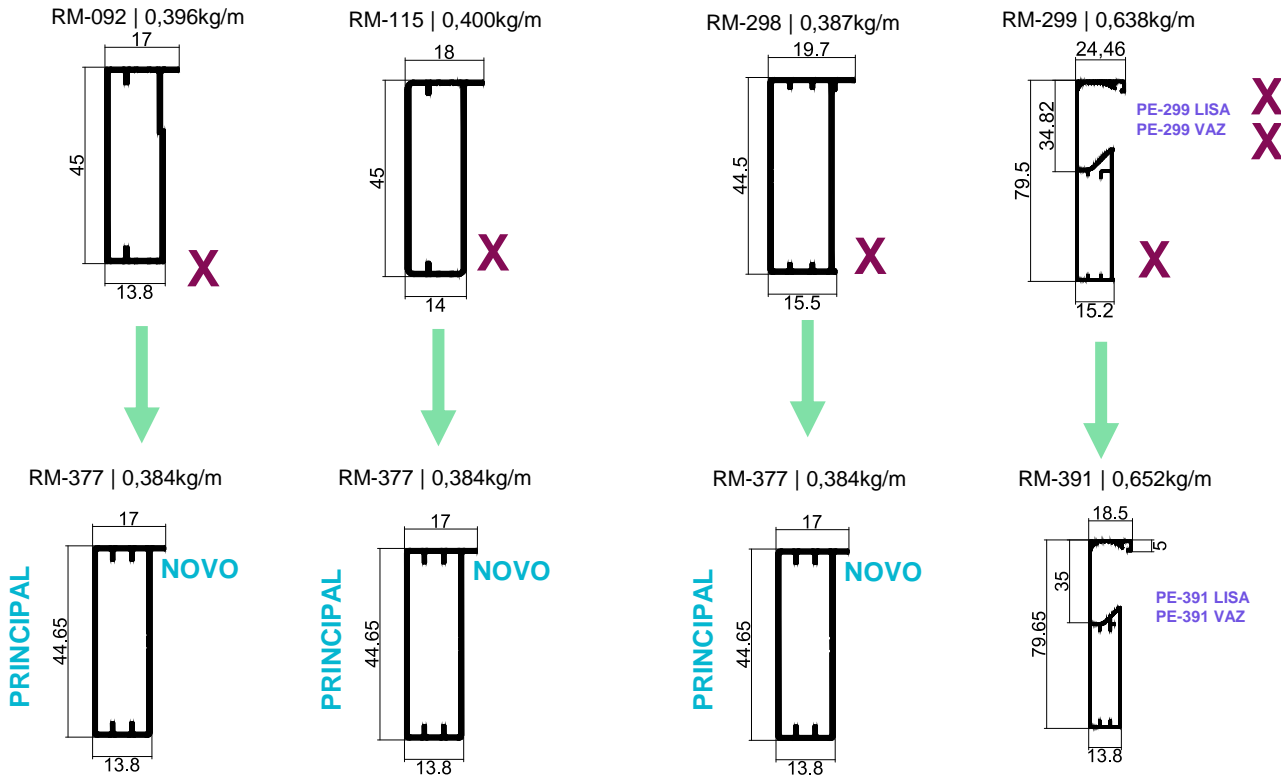 RM-092 | 0,396kg/m
17
45
13.8
X
RM-115 | 0,400kg/m
18
45
14
X
RM-298 | 0,387kg/m
19.7
44.5
15.5
X
RM-299 | 0,638kg/m
24,46
34.82
79.5
15.2
PE-299 LISA X
PE-299 VAZ X
X
RM-377 | 0,384kg/m
17
PRINCIPAL
NOVO
44.65
13.8
RM-377 | 0,384kg/m
17
PRINCIPAL
NOVO
44.65
13.8
RM-377 | 0,384kg/m
17
PRINCIPAL
NOVO
44.65
13.8
RM-391 | 0,652kg/m
18.5
5
35
79.65
PE-391 LISA
PE-391 VAZ
13.8